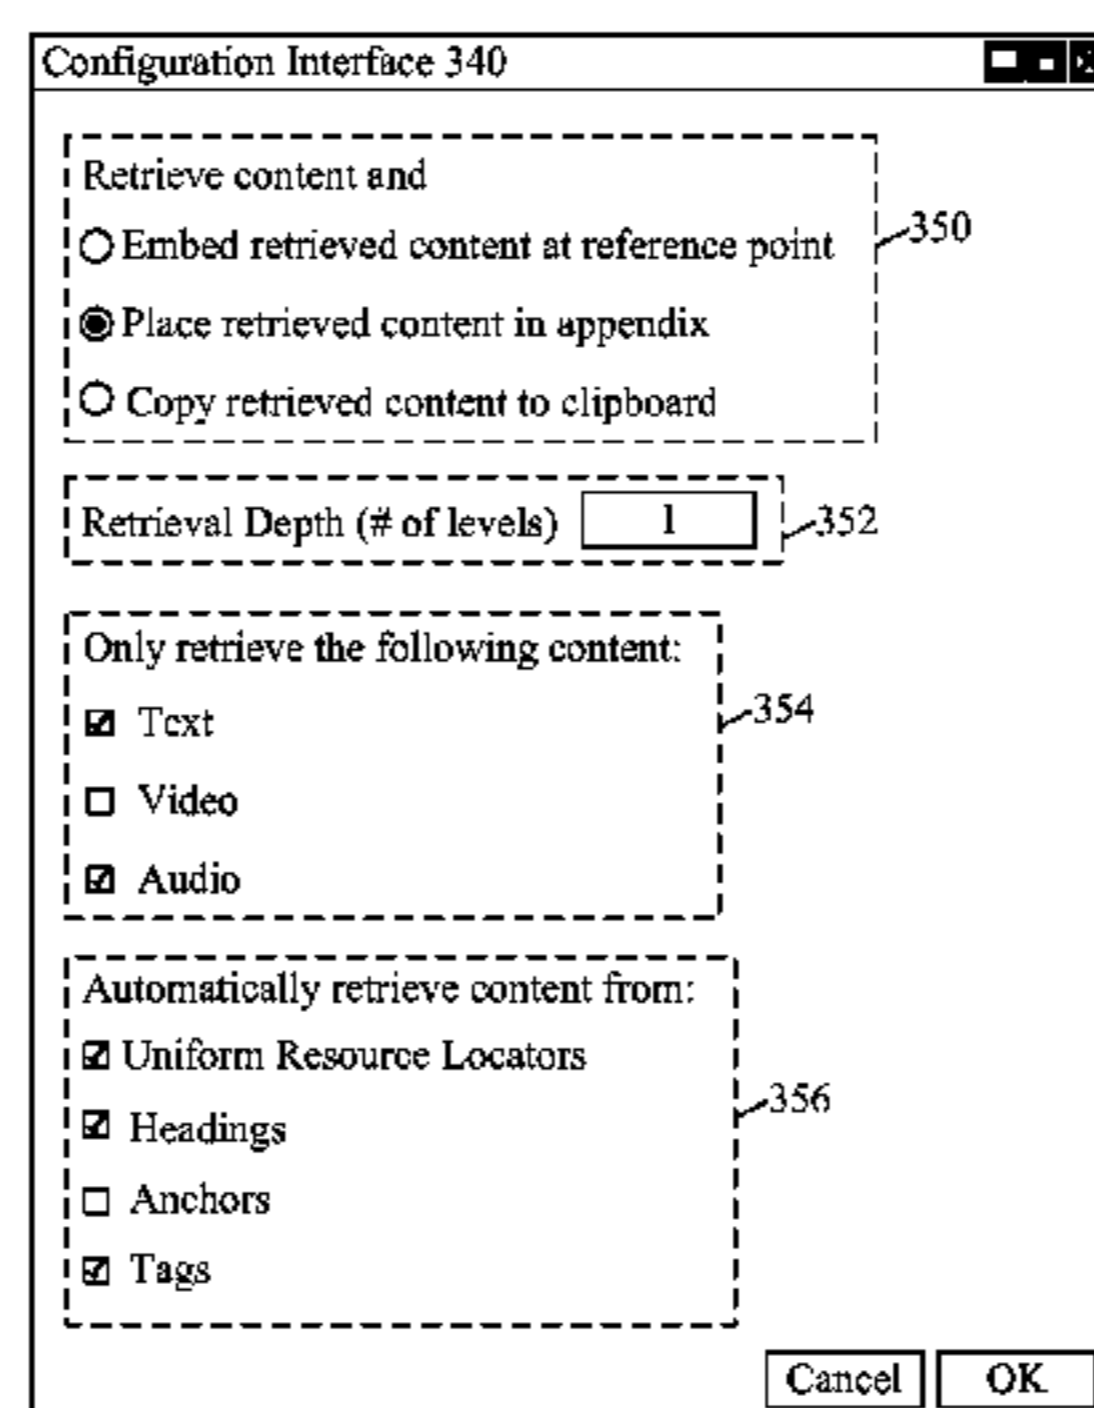 Configuration Interface 340
Retrieve content and
Embed retrieved content at reference point
350
Place retrieved content in appendix
Copy retrieved content to clipboard
Retrieval Depth (# of levels) 1
352
Only retrieve the following content:
Text
354
Video
Audio
Automatically retrieve content from:
Uniform Resource Locators
356
Headings
Anchors
Tags
Cancel
OK